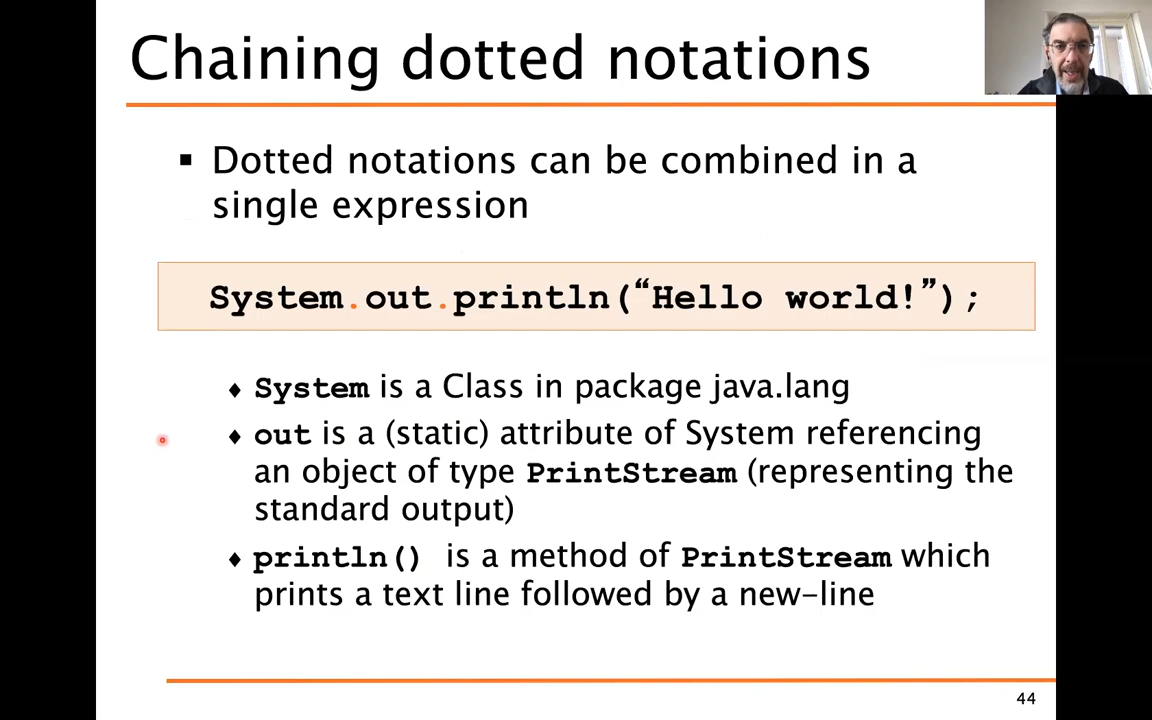 Chaining dotted notations
▪ Dotted notations can be combined in a
single expression
System.out.println(“Hello world!”);
♦ System is a Class in package java.lang
♦ out is a (static) attribute of System referencing
an object of type PrintStream (representing the
standard output)
♦ println() is a method of PrintStream which
prints a text line followed by a new-line
44